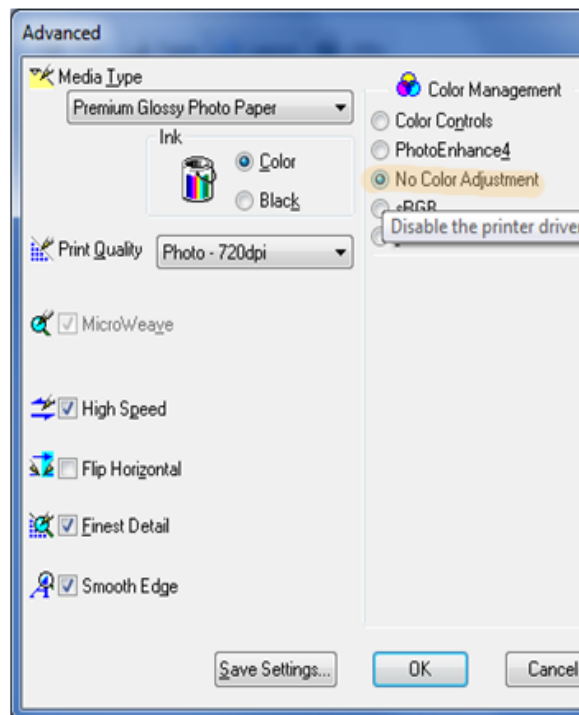 Advanced
Media Type
Premium Glossy Photo Paper
Ink
Color
Black
Print Quality
Photo - 720dpi
MicroWeave
High Speed
Flip Horizontal
Finest Detail
Smooth Edge
Color Management
Color Controls
PhotoEnhance4
No Color Adjustment
sRGB
Disable the printer driver
Save Settings...
OK
Cancel